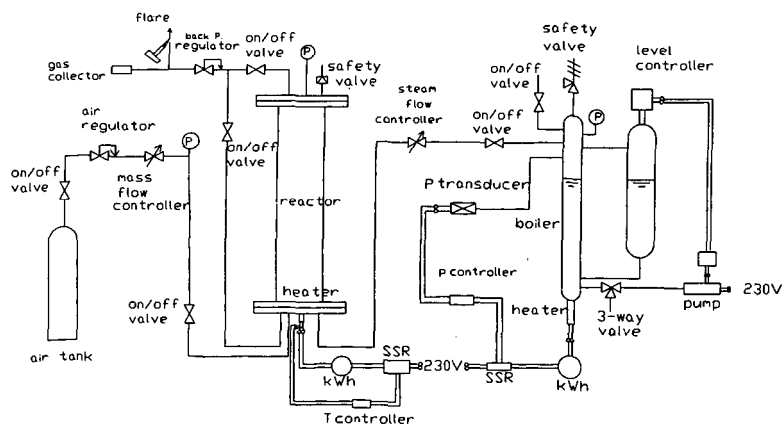 flare
back P.
regulator
on/off
valve
P
safety
valve
gas
collector
air
regulator
P
on/off
valve
on/off
valve
mass
flow
controller
reactor
steam
flow
controller
on/off
valve
safety
valve
on/off
valve
P
level
controller
P transducer
boiler
p controller
heater
on/off
valve
air tank
heater
3-way
valve
pump
230V
SSR
230V
SSR
kWh
kWh
T controller